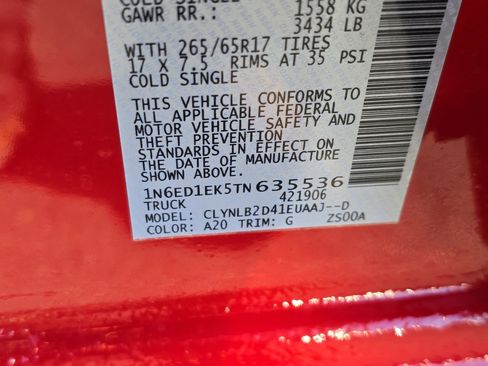 COLD SINGLE
1558 KG
GAWR RR.:
3434 LB
WITH 265/65R17 TIRES
17 X 7.5 RIMS AT 35 PSI
COLD SINGLE
THIS VEHICLE CONFORMS TO
ALL APPLICABLE FEDERAL
MOTOR VEHICLE SAFETY AND
THEFT PREVENTION
STANDARDS IN EFFECT ON
THE DATE OF MANUFACTURE
SHOWN ABOVE.
1N6ED1EK5TN635536
TRUCK 421906
MODEL: CLYNLB2D41EUAAJ--D
COLOR: A20 TRIM: G ZS00A